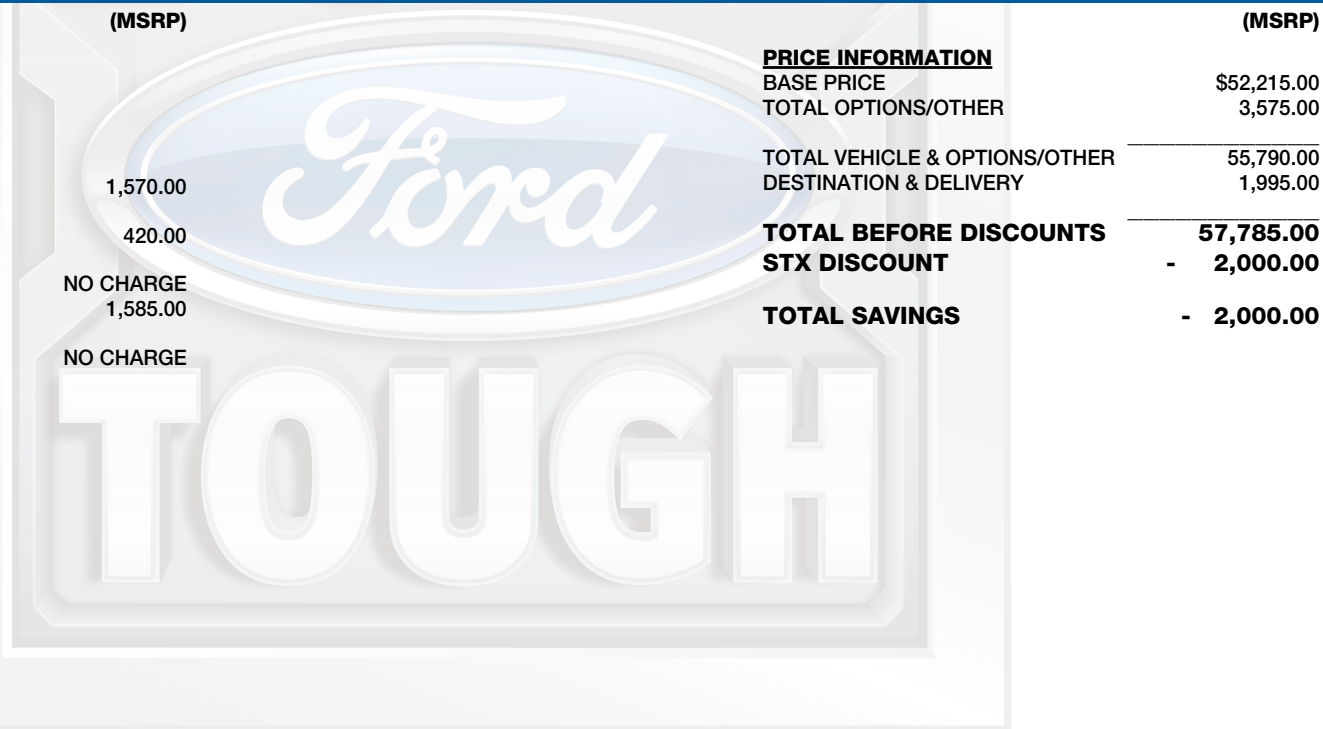 (MSRP)
1,570.00
420.00
NO CHARGE
1,585.00
NO CHARGE
Ford
TOUGH
(MSRP)
PRICE INFORMATION
BASE PRICE $52,215.00
TOTAL OPTIONS/OTHER 3,575.00
TOTAL VEHICLE & OPTIONS/OTHER 55,790.00
DESTINATION & DELIVERY 1,995.00
TOTAL BEFORE DISCOUNTS 57,785.00
STX DISCOUNT - 2,000.00
TOTAL SAVINGS - 2,000.00